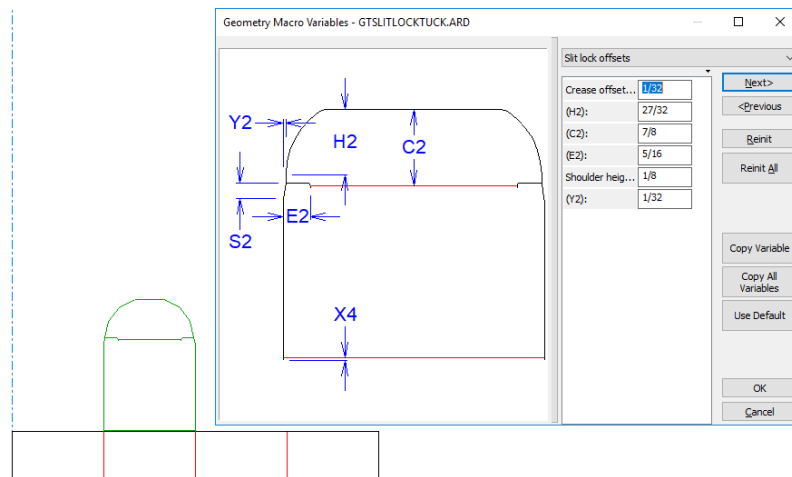 Geometry Macro Variables - GTSLITLOCKTUCK.ARD
Slit lock offsets
Crease offset... 1/32
(H2): 27/32
(C2): 7/8
(E2): 5/16
Shoulder heig... 1/8
(Y2): 1/32
Next>
<Previous
Reinit
Reinit All
Copy Variable
Copy All
Variables
Use Default
OK
Cancel
Y2
H2
C2
E2
S2
X4